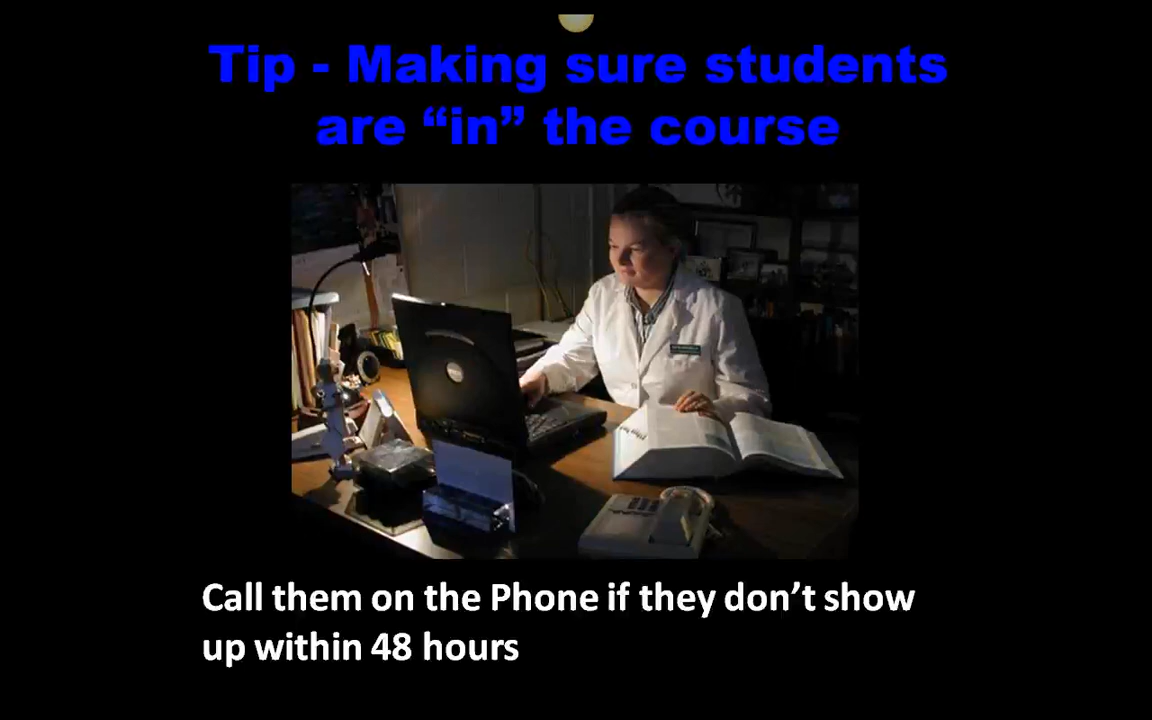 Tip - Making sure students
are “in” the course
Call them on the Phone if they don’t show
up within 48 hours